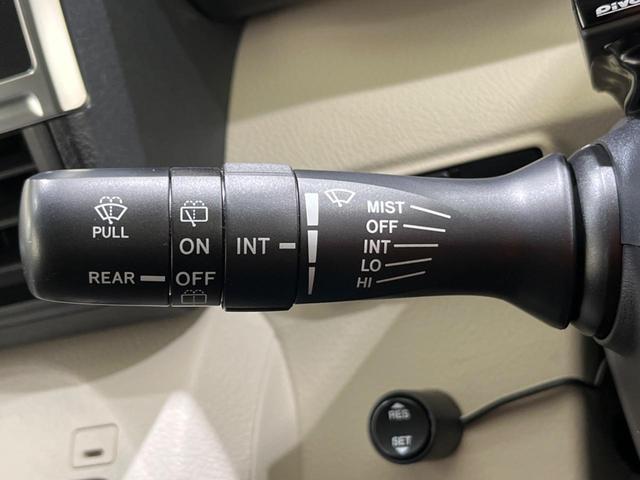 PULL
REAR
ON
OFF
INT
MIST
OFF
INT
LO
HI
RES
SET